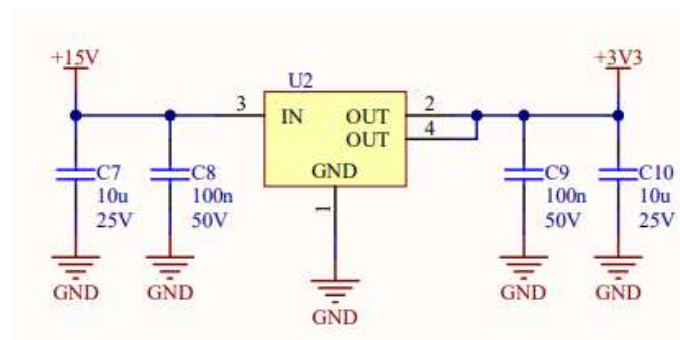 +15V
+3V3
U2
3
IN
OUT
2
OUT
4
GND
1
C7
10u
25V
C8
100n
50V
C9
100n
50V
C10
10u
25V
GND
GND
GND
GND
GND